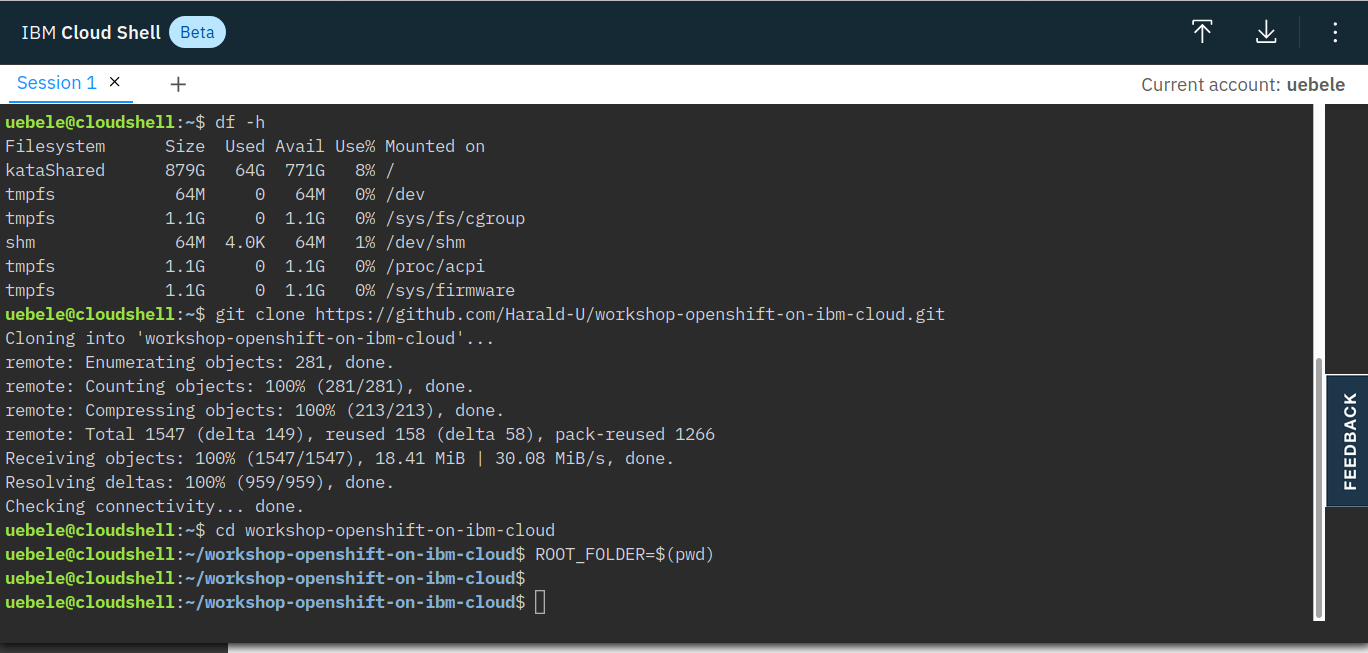 IBM Cloud Shell Beta
Session 1 × +
Current account: uebele
uebele@cloudshell:~$ df -h
Filesystem      Size  Used Avail Use% Mounted on
kataShared      879G   64G  771G   8% /
tmpfs            64M     0   64M   0% /dev
tmpfs           1.1G     0  1.1G   0% /sys/fs/cgroup
shm              64M  4.0K   64M   1% /dev/shm
tmpfs           1.1G     0  1.1G   0% /proc/acpi
tmpfs           1.1G     0  1.1G   0% /sys/firmware
uebele@cloudshell:~$ git clone https://github.com/Harald-U/workshop-openshift-on-ibm-cloud.git
Cloning into 'workshop-openshift-on-ibm-cloud'...
remote: Enumerating objects: 281, done.
remote: Counting objects: 100% (281/281), done.
remote: Compressing objects: 100% (213/213), done.
remote: Total 1547 (delta 149), reused 158 (delta 58), pack-reused 1266
Receiving objects: 100% (1547/1547), 18.41 MiB | 30.08 MiB/s, done.
Resolving deltas: 100% (959/959), done.
Checking connectivity... done.
uebele@cloudshell:~$ cd workshop-openshift-on-ibm-cloud
uebele@cloudshell:~/workshop-openshift-on-ibm-cloud$ ROOT_FOLDER=$(pwd)
uebele@cloudshell:~/workshop-openshift-on-ibm-cloud$
uebele@cloudshell:~/workshop-openshift-on-ibm-cloud$
FEEDBACK